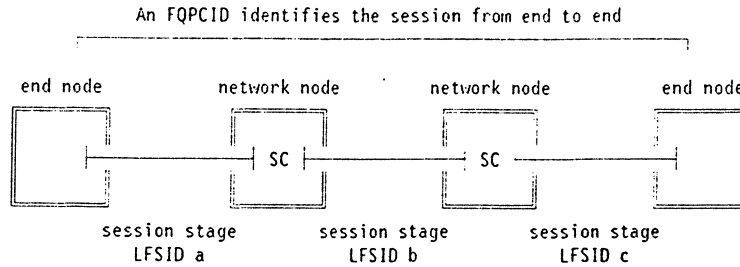 An FQPCID identifies the session from end to end
end node network node network node end node
SC SC
session stage session stage session stage
LFSID a LFSID b LFSID c